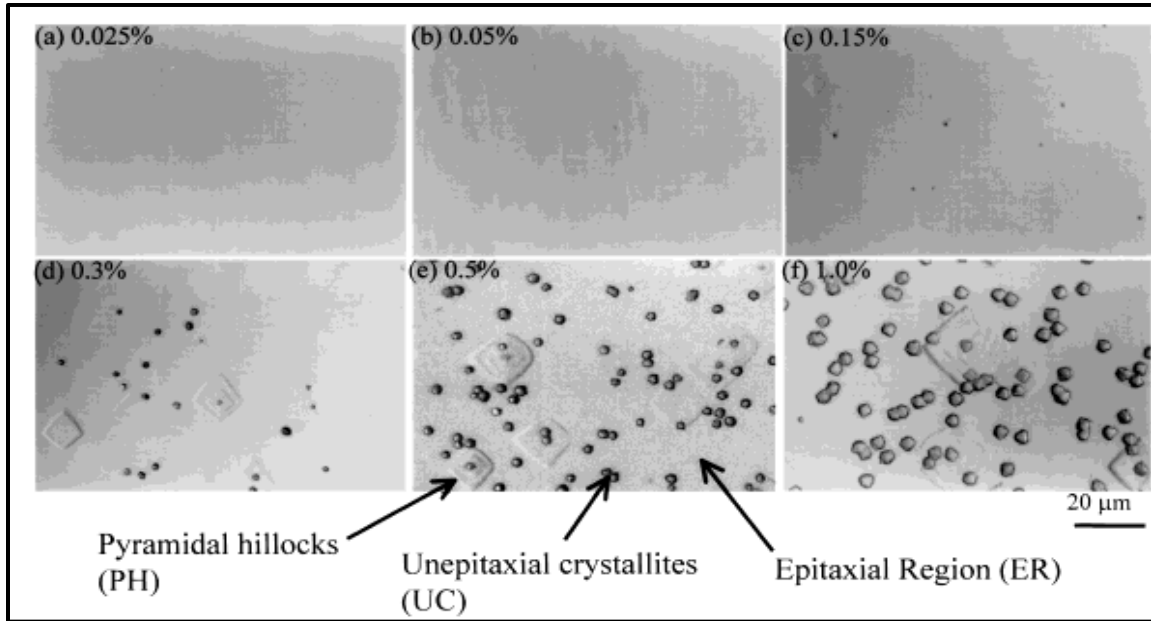 (a) 0.025%
(b) 0.05%
(c) 0.15%
(d) 0.3%
(e) 0.5%
(f) 1.0%
20 μm
Pyramidal hillocks
(PH)
Unepitaxial crystallites
(UC)
Epitaxial Region (ER)